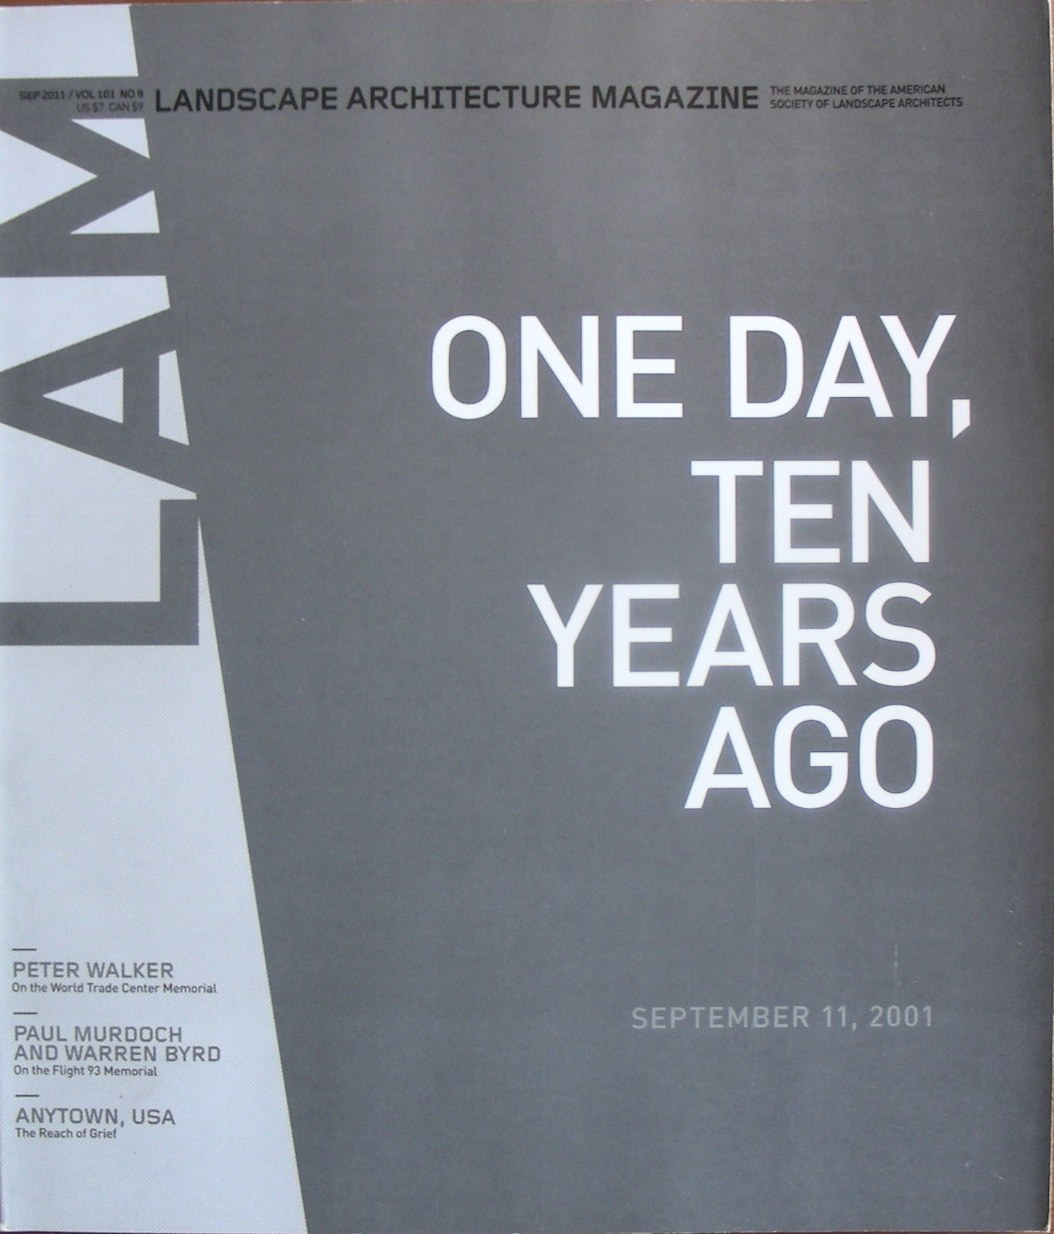 SEP 2011 / VOL 101 NO 9
US $7 CAN $9
LANDSCAPE ARCHITECTURE MAGAZINE
THE MAGAZINE OF THE AMERICAN
SOCIETY OF LANDSCAPE ARCHITECTS
LAM
ONE DAY,
TEN
YEARS
AGO
SEPTEMBER 11, 2001
PETER WALKER
On the World Trade Center Memorial
PAUL MURDOCH
AND WARREN BYRD
On the Flight 93 Memorial
ANYTOWN, USA
The Reach of Grief